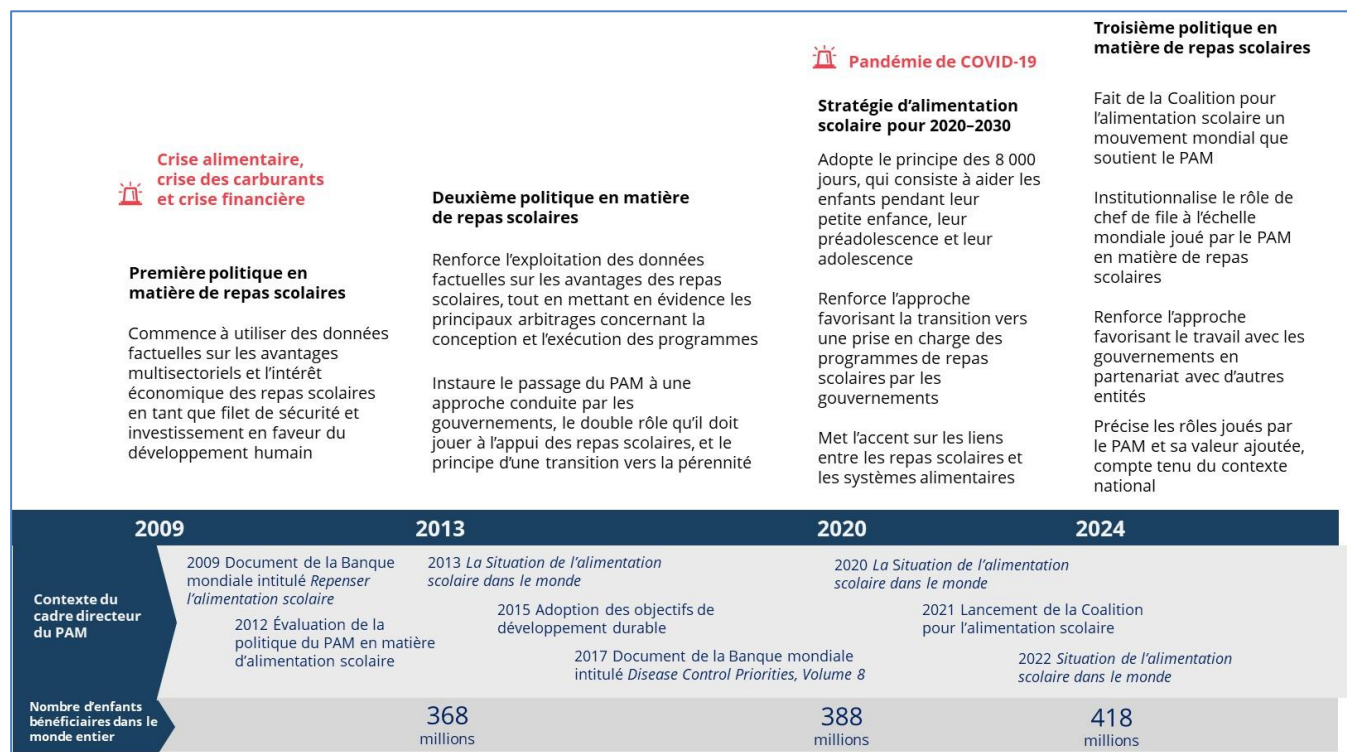 Crise alimentaire,
crise des carburants
et crise financière
Première politique en
matière de repas scolaires
Commence à utiliser des données
factuelles sur les avantages
multisectoriels et l’intérêt
économique des repas scolaires
en tant que filet de sécurité et
investissement en faveur du
développement humain
Deuxième politique en matière
de repas scolaires
Renforce l’exploitation des données
factuelles sur les avantages des repas
scolaires, tout en mettant en évidence les
principaux arbitrages concernant la
conception et l’exécution des programmes
Instaure le passage du PAM à une
approche conduite par les
gouvernements, le double rôle qu’il doit
jouer à l’appui des repas scolaires, et le
principe d’une transition vers la pérennité
Pandémie de COVID-19
Stratégie d’alimentation
scolaire pour 2020–2030
Adopte le principe des 8 000
jours, qui consiste à aider les
enfants pendant leur
petite enfance, leur
préadolescence et leur
adolescence
Renforce l’approche
favorisant la transition vers
une prise en charge des
programmes de repas
scolaires par les
gouvernements
Met l’accent sur les liens
entre les repas scolaires et
les systèmes alimentaires
Troisième politique en
matière de repas scolaires
Fait de la Coalition pour
l’alimentation scolaire un
mouvement mondial que
soutient le PAM
Institutionnalise le rôle de
chef de file à l’échelle
mondiale joué par le PAM
en matière de repas
scolaires
Renforce l’approche
favorisant le travail avec les
gouvernements en
partenariat avec d’autres
entités
Précise les rôles joués par
le PAM et sa valeur ajoutée,
compte tenu du contexte
national
2009
2013
2020
2024
Contexte du
cadre directeur
du PAM
2009 Document de la Banque
mondiale intitulé Repenser
l’alimentation scolaire
2012 Évaluation de la
politique du PAM en matière
d’alimentation scolaire
2013 La Situation de l’alimentation
scolaire dans le monde
2015 Adoption des objectifs de
développement durable
2017 Document de la Banque mondiale
intitulé Disease Control Priorities, Volume 8
2020 La Situation de l’alimentation
scolaire dans le monde
2021 Lancement de la Coalition
pour l’alimentation scolaire
2022 Situation de l’alimentation
scolaire dans le monde
Nombre d’enfants
bénéficiaires dans le
monde entier
368
millions
388
millions
418
millions